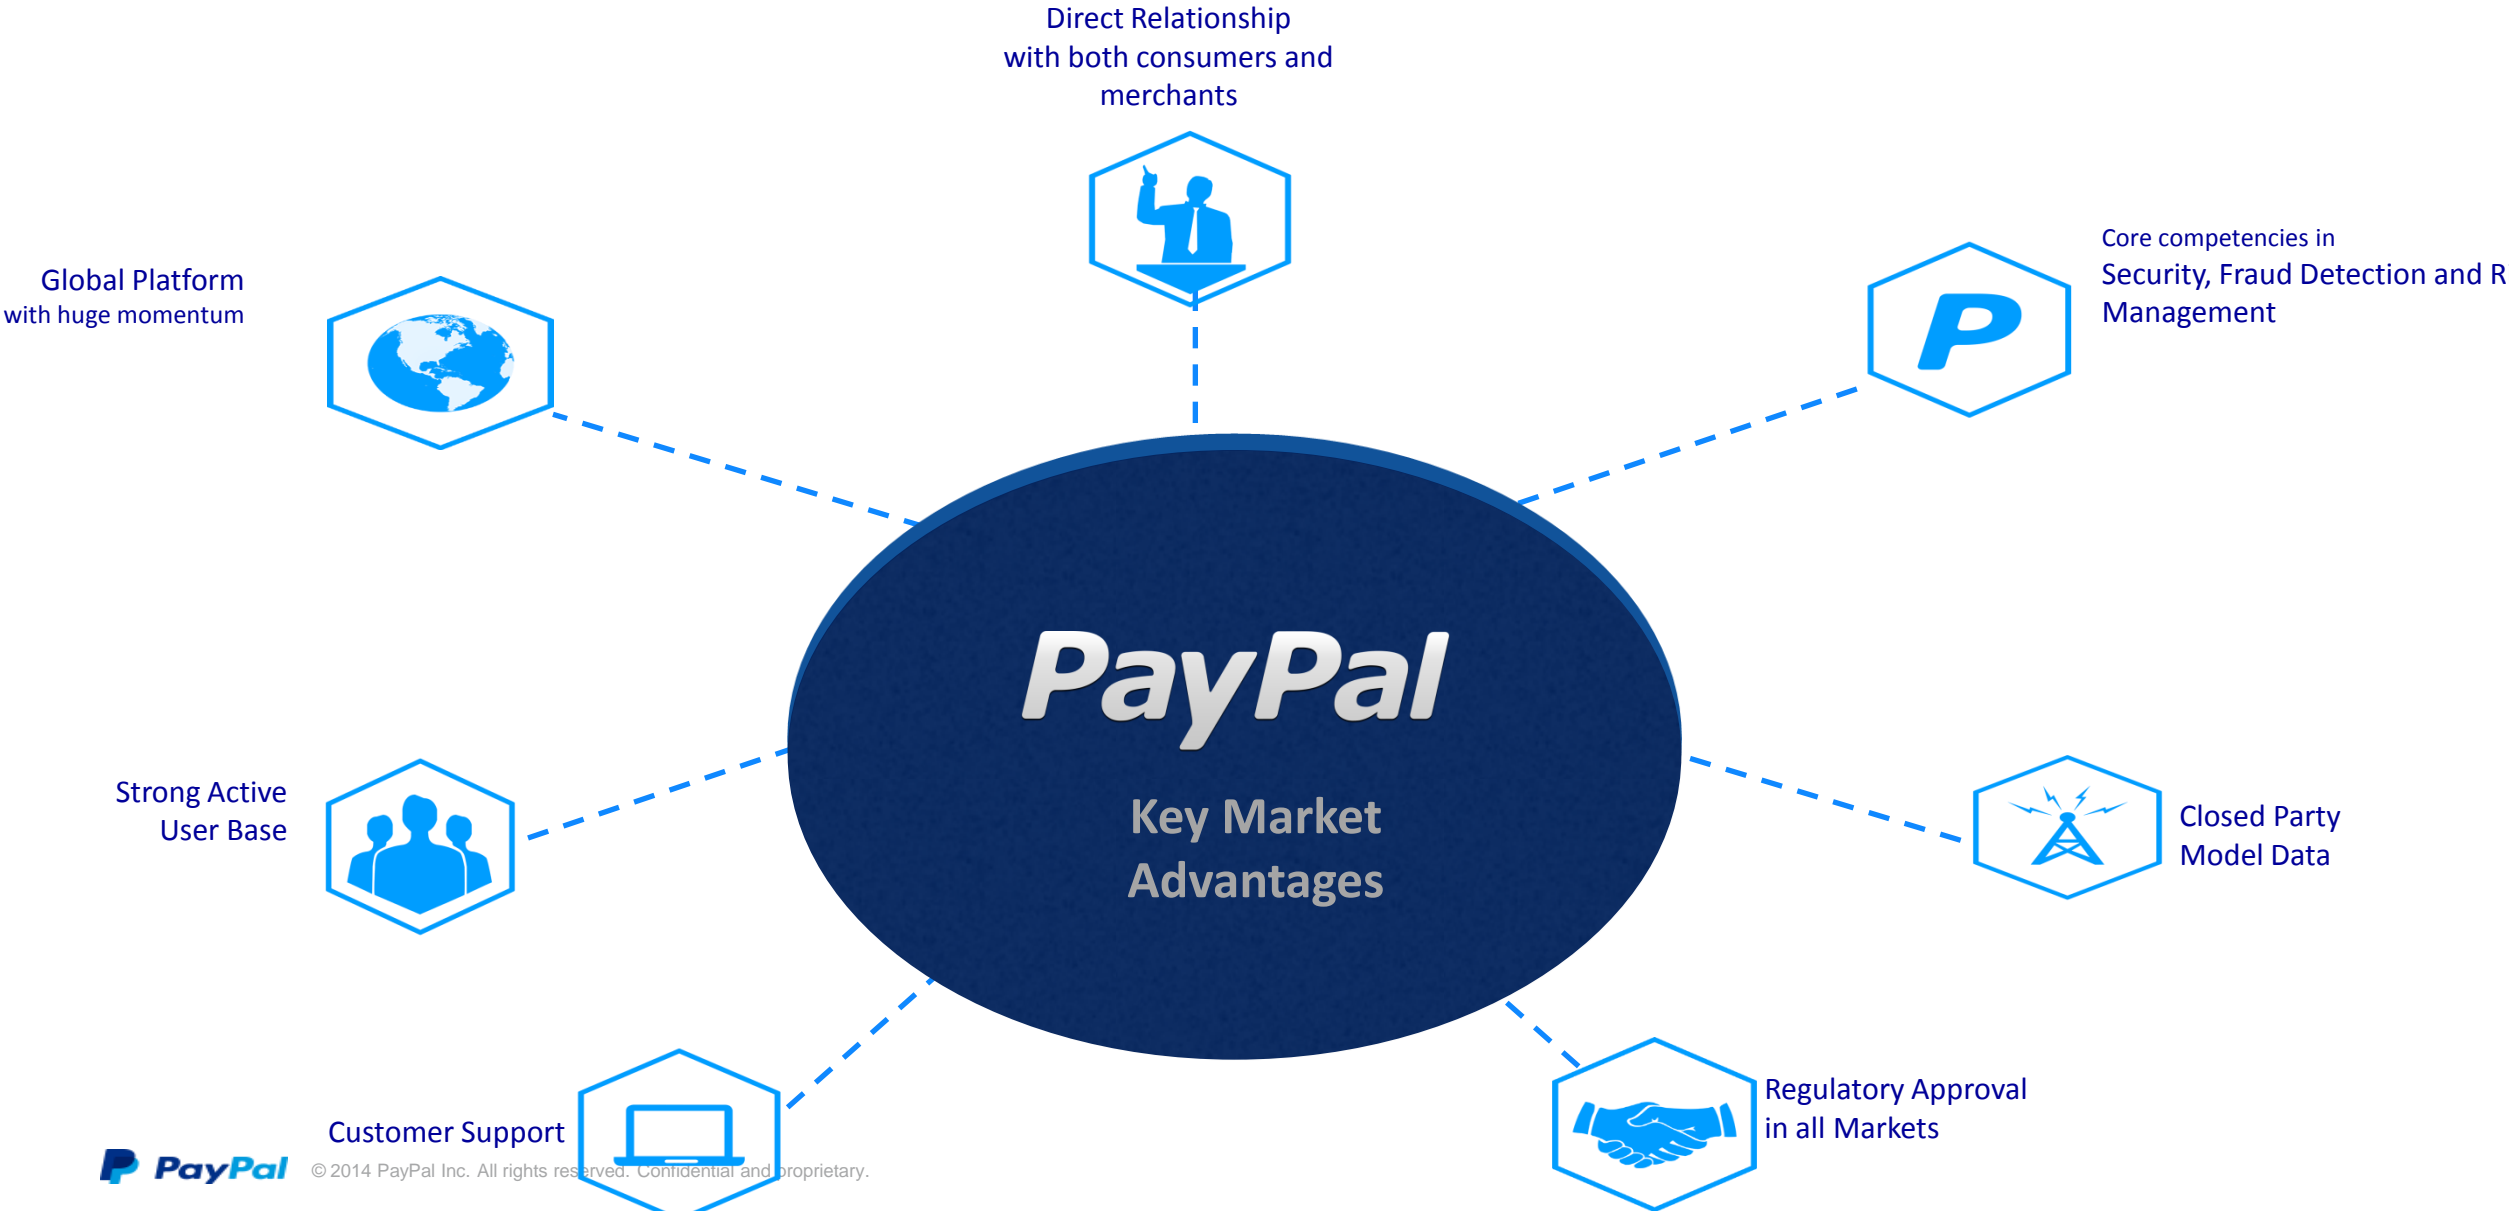 Direct Relationship
with both consumers and
merchants
Global Platform
with huge momentum
Core competencies in
Security, Fraud Detection and R
Management
P
PayPal
Key Market
Advantages
Strong Active
User Base
Closed Party
Model Data
Customer Support
Regulatory Approval
in all Markets
PayPal
© 2014 PayPal Inc. All rights reserved. Confidential and proprietary.